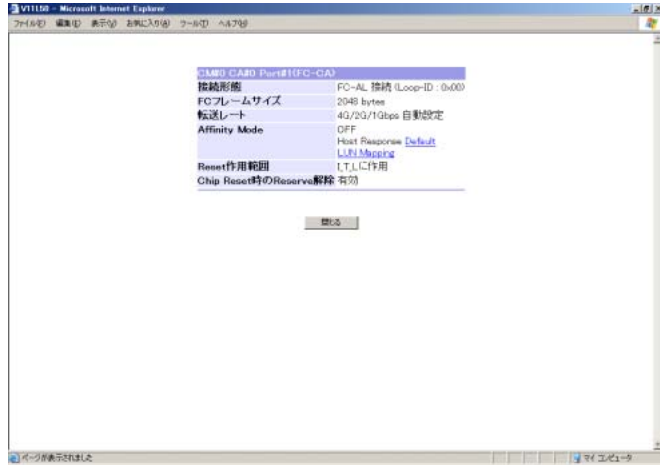 V11L50 - Microsoft Internet Explorer
ファイル(F) 編集(E) 表示(V) お気に入り(A) ツール(T) ヘルプ(H)
CM#0 CA#0 Port#1(FC-CA)
接続形態 FC-AL 接続 (Loop-ID : 0x00)
FCフレームサイズ 2048 bytes
転送レート 4G/2G/1Gbps 自動設定
Affinity Mode OFF
Host Response Default
LUN Mapping
Reset作用範囲 I_T_Lに作用
Chip Reset時のReserve解除 有効
閉じる
ページが表示されました
マイ コンピュータ